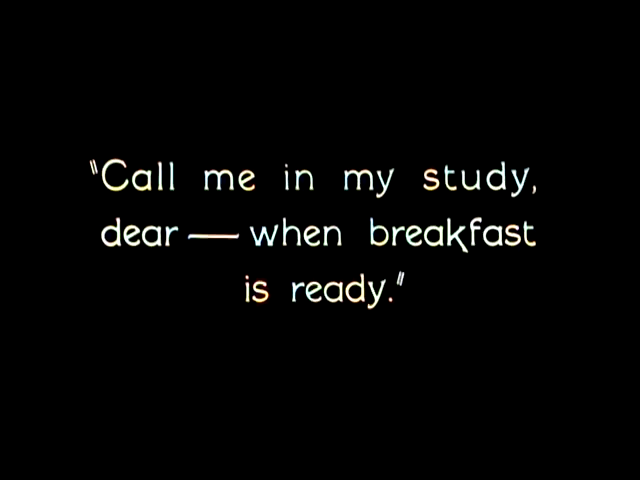 "Call me in my study,
dear — when breakfast
is ready."